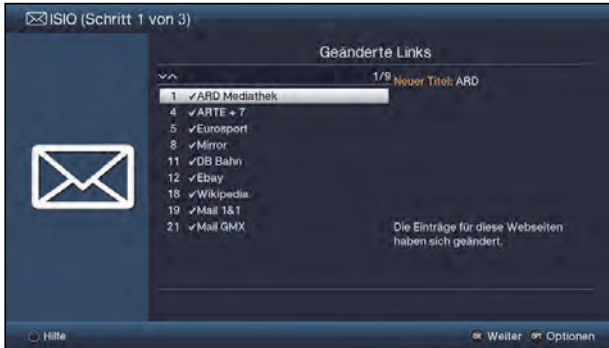 ISIO (Schritt 1 von 3)
Geänderte Links
1/9
Neuer Titel: ARD
1 ✓ARD Mediathek
4 ✓ARTE + 7
5 ✓Eurosport
8 ✓Mirror
11 ✓DB Bahn
12 ✓Ebay
18 ✓Wikipedia
19 ✓Mail 1&1
21 ✓Mail GMX
Die Einträge für diese Webseiten
haben sich geändert.
Hilfe
OK Weiter OPT Optionen